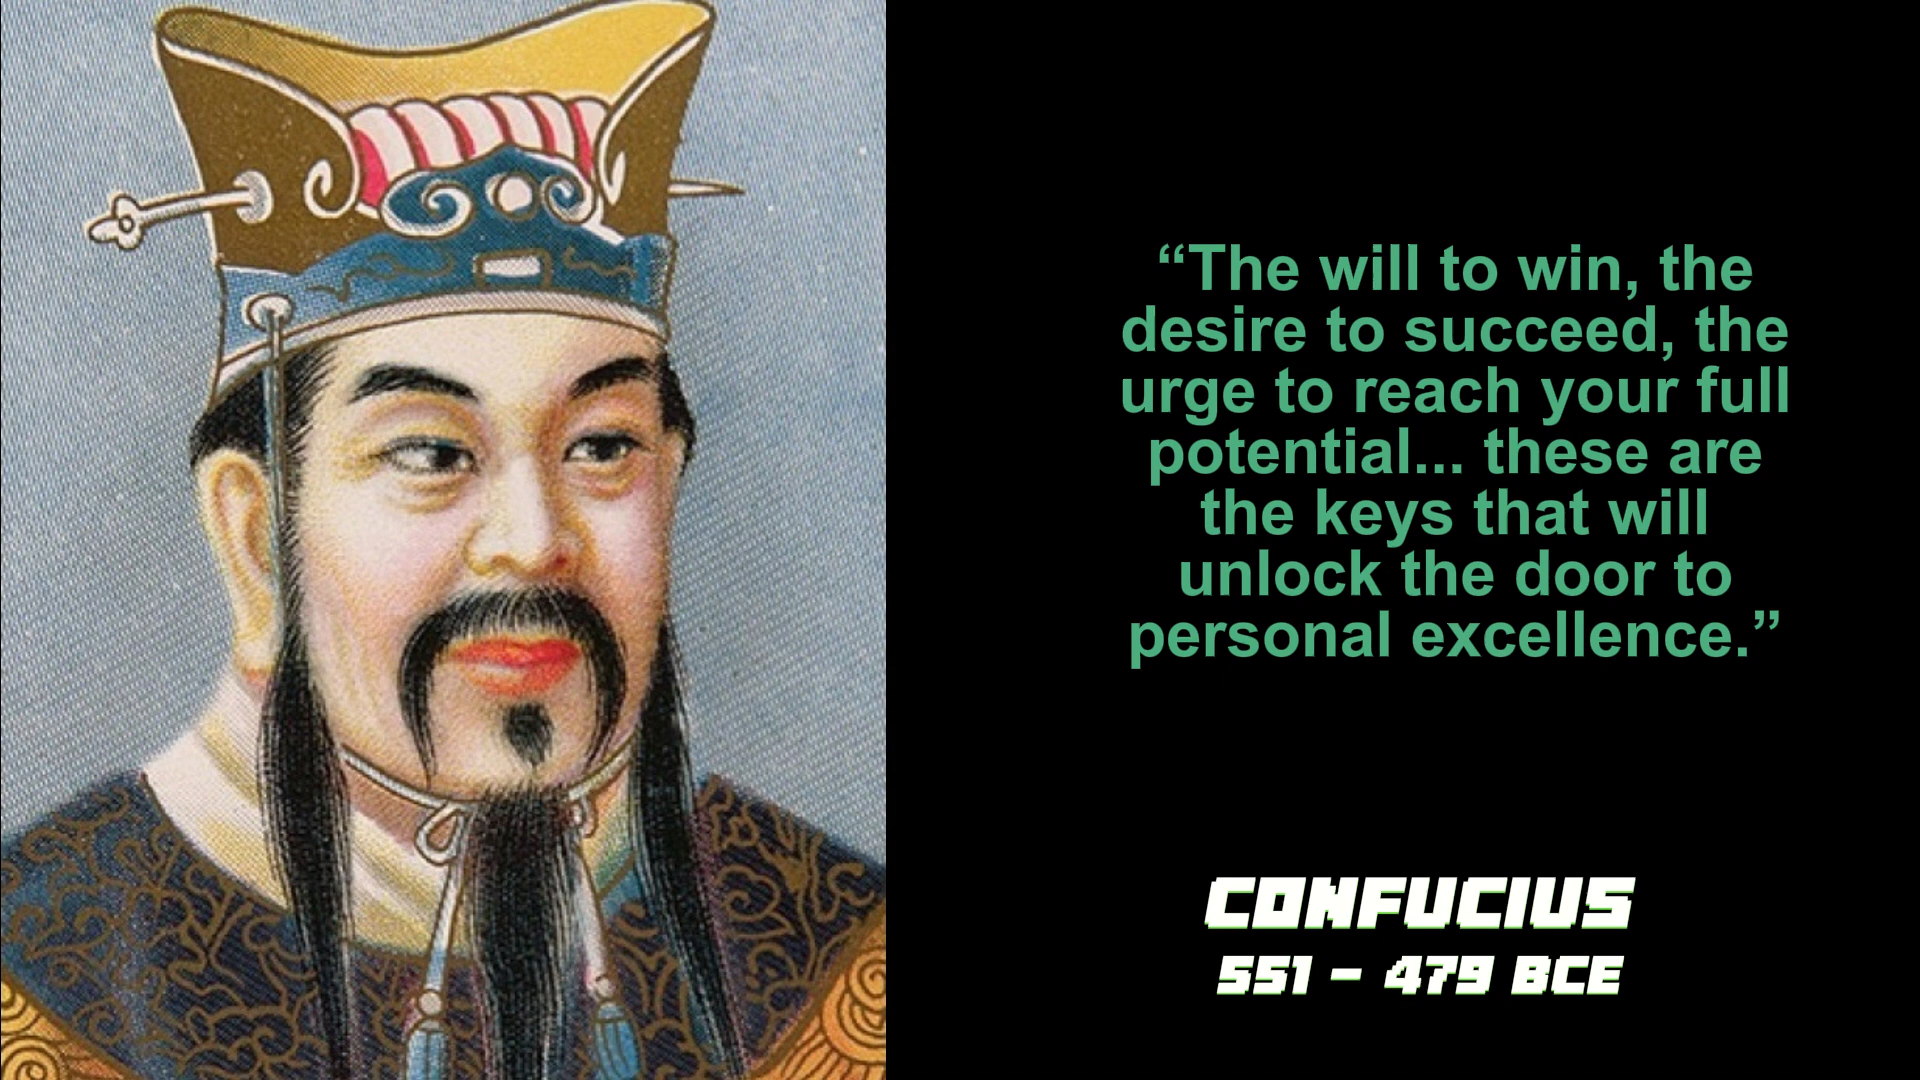 “The will to win, the
desire to succeed, the
urge to reach your full
potential... these are
the keys that will
unlock the door to
personal excellence.”
CONFUCIUS
551 - 479 BCE